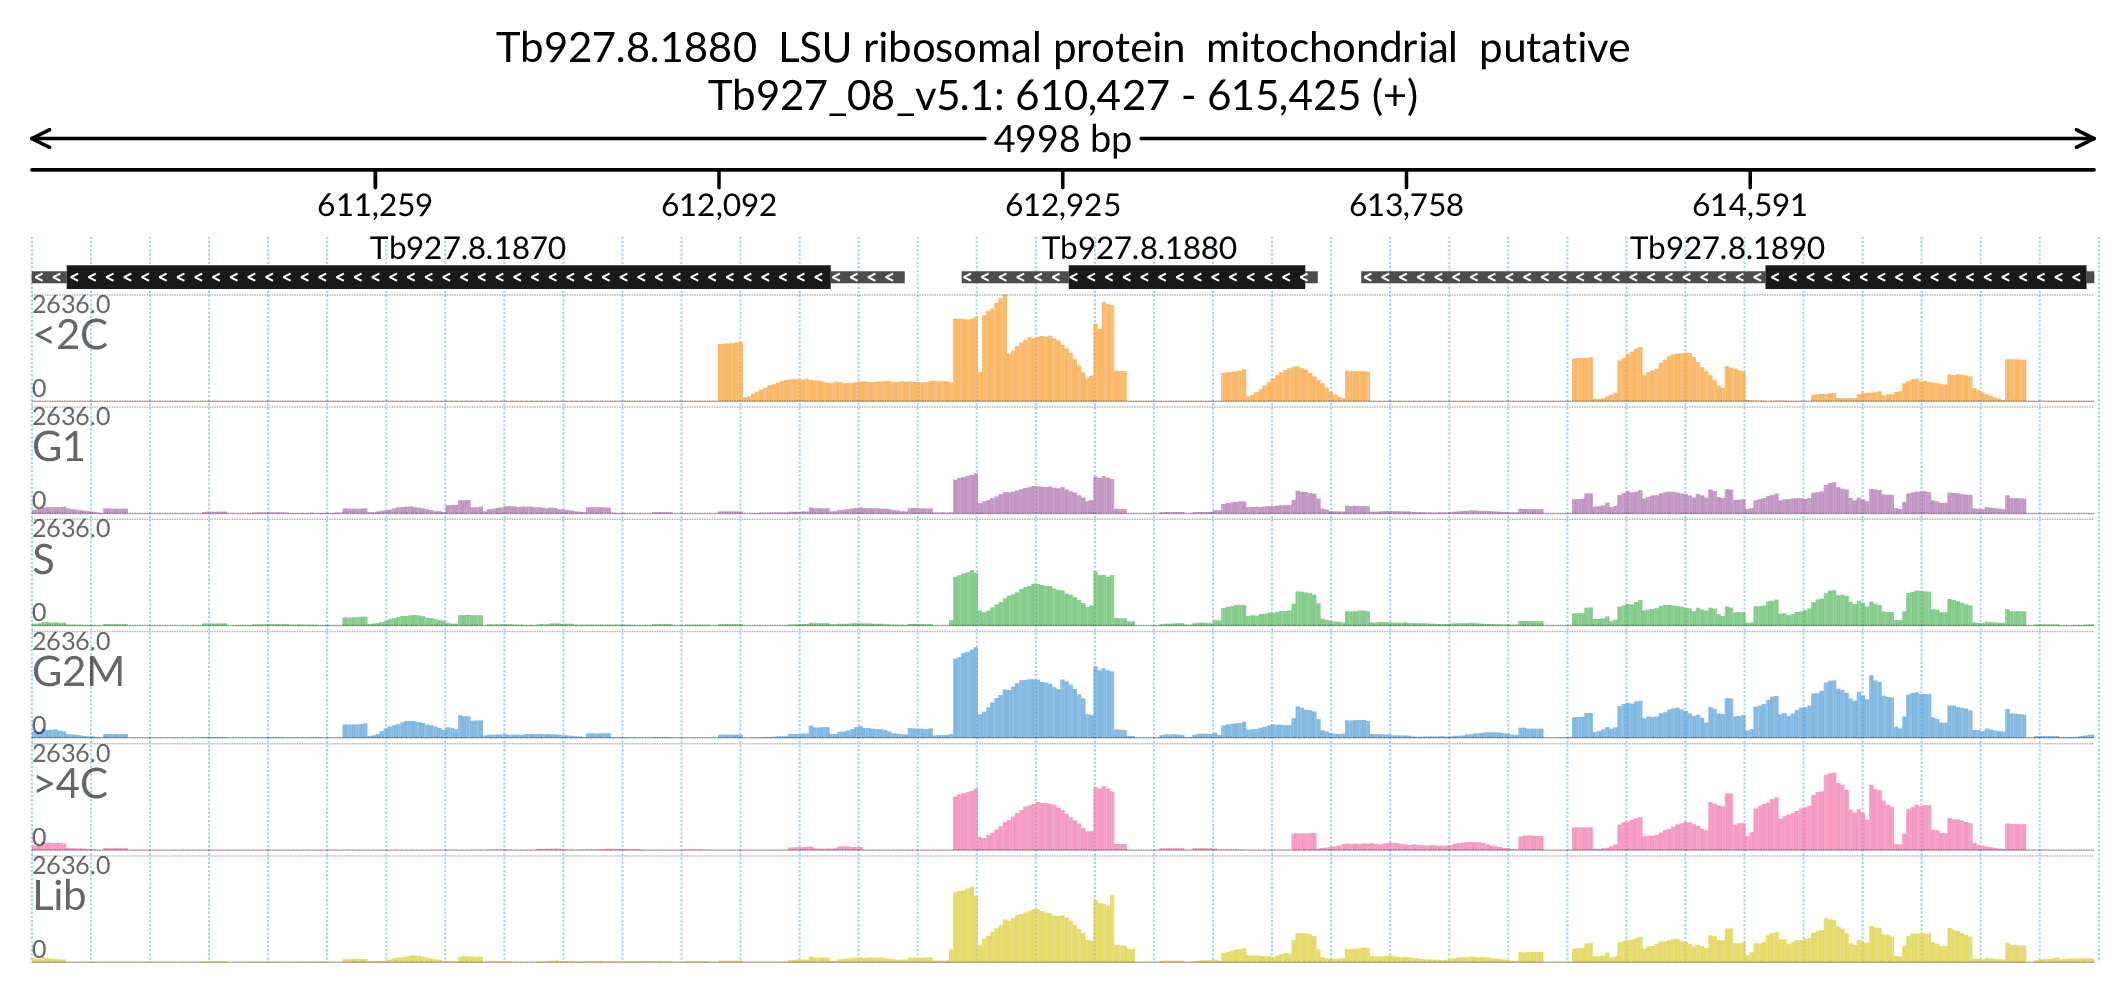 Tb927.8.1880 LSU ribosomal protein mitochondrial putative
Tb927_08_v5.1: 610,427 - 615,425 (+)
4998 bp
611,259 612,092 612,925 613,758 614,591
Tb927.8.1870 Tb927.8.1880 Tb927.8.1890
2636.0
<2C
0
2636.0
G1
0
2636.0
S
0
2636.0
G2M
0
2636.0
>4C
0
2636.0
Lib
0